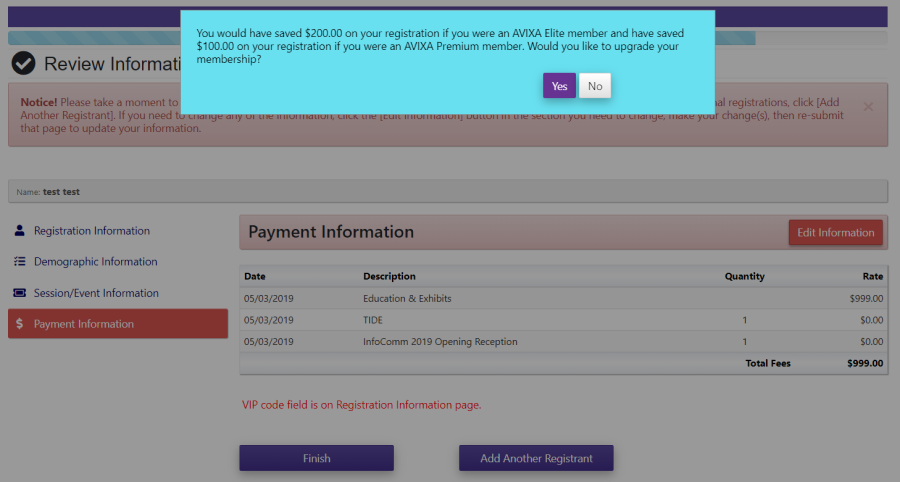 You would have saved $200.00 on your registration if you were an AVIXA Elite member and have saved
$100.00 on your registration if you were an AVIXA Premium member. Would you like to upgrade your
membership?
Yes No
Review Informati
Notice! Please take a moment to nal registrations, click [Add
Another Registrant]. If you need to change any of the information, click the [Edit Information] button in the section you need to change, make your change(s), then re-submit
that page to update your information.
×
Name: test test
Registration Information
Demographic Information
Session/Event Information
Payment Information
Payment Information
Edit Information
Date Description Quantity Rate
05/03/2019 Education & Exhibits $999.00
05/03/2019 TIDE 1 $0.00
05/03/2019 InfoComm 2019 Opening Reception 1 $0.00
Total Fees $999.00
VIP code field is on Registration Information page.
Finish Add Another Registrant